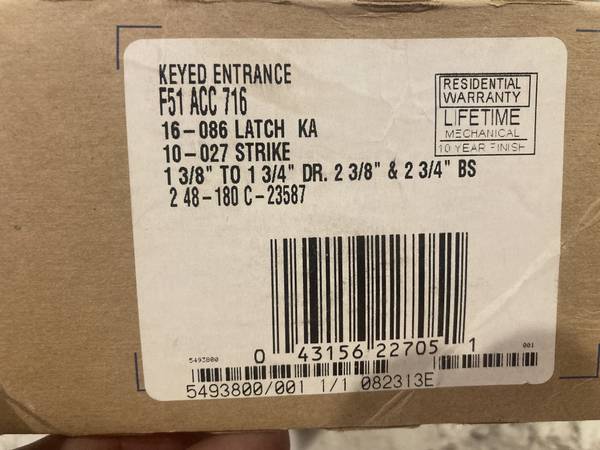 KEYED ENTRANCE
F51 ACC 716
16-086 LATCH KA
10-027 STRIKE
1 3/8" TO 1 3/4" DR. 2 3/8" & 2 3/4" BS
2 48-180 C-23587
RESIDENTIAL
WARRANTY
LIFETIME
MECHANICAL
10 YEAR FINISH
5493800
0 43156 22705 1
001
5493800/001 1/1 082313E